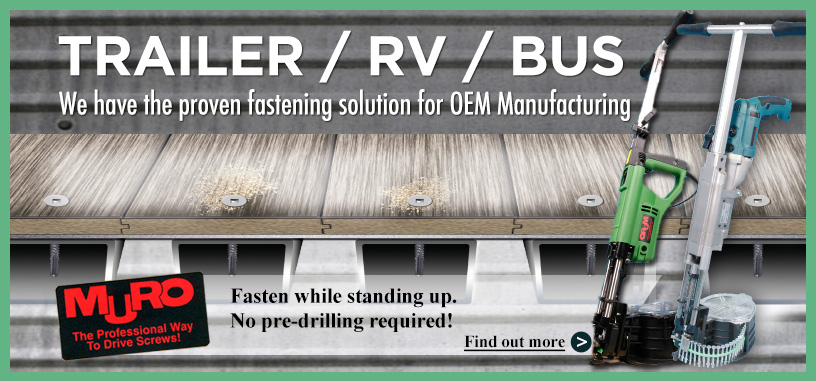 TRAILER / RV / BUS
We have the proven fastening solution for OEM Manufacturing
MURO
The Professional Way
To Drive Screws!
Fasten while standing up.
No pre-drilling required!
Find out more >
MURO